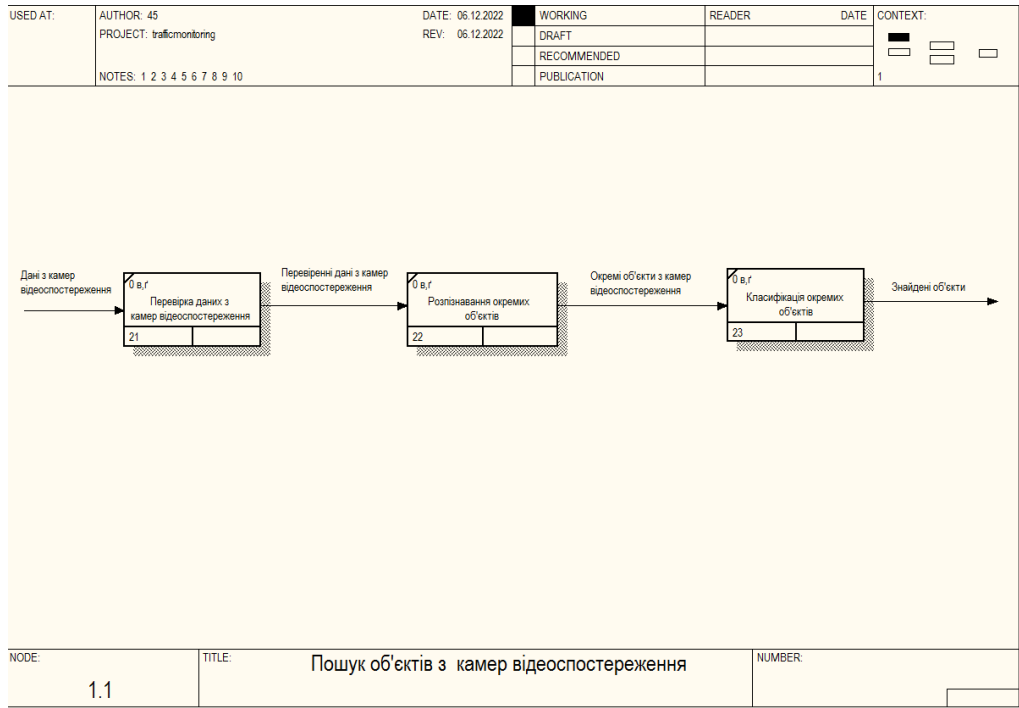 USED AT:
AUTHOR: 45
DATE: 06.12.2022
WORKING
READER
DATE
CONTEXT:
PROJECT: trafficmonitoring
REV: 06.12.2022
DRAFT
RECOMMENDED
NOTES: 1 2 3 4 5 6 7 8 9 10
PUBLICATION
1
Дані з камер
відеоспостереження
0 в,ґ
Перевірка даних з
камер відеоспостереження
21
Перевіренні дані з камер
відеоспостереження
0 в,ґ
Розпізнавання окремих
об'єктів
22
Окремі об'єкти з камер
відеоспостереження
0 в,ґ
Класифікація окремих
об'єктів
23
Знайдені об'єкти
NODE:
1.1
TITLE:
Пошук об'єктів з камер відеоспостереження
NUMBER: